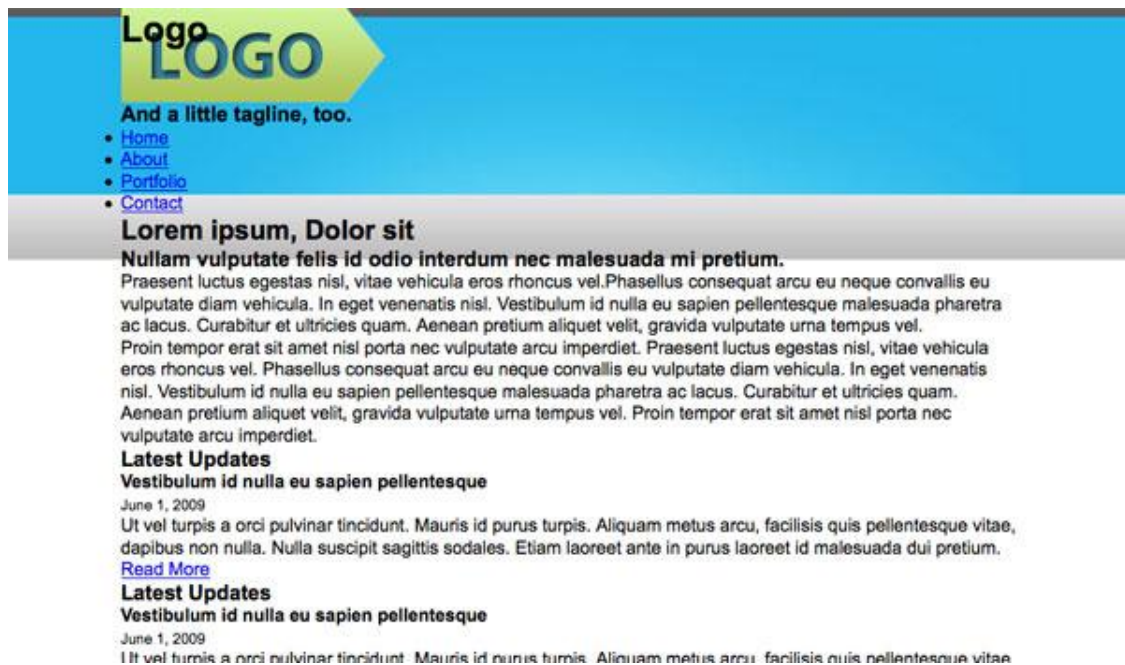 Logo
LOGO
And a little tagline, too.
Home
About
Portfolio
Contact
Lorem ipsum, Dolor sit
Nullam vulputate felis id odio interdum nec malesuada mi pretium.
Praesent luctus egestas nisl, vitae vehicula eros rhoncus vel.Phasellus consequat arcu eu neque convallis eu
vulputate diam vehicula. In eget venenatis nisl. Vestibulum id nulla eu sapien pellentesque malesuada pharetra
ac lacus. Curabitur et ultricies quam. Aenean pretium aliquet velit, gravida vulputate urna tempus vel.
Proin tempor erat sit amet nisl porta nec vulputate arcu imperdiet. Praesent luctus egestas nisl, vitae vehicula
eros rhoncus vel. Phasellus consequat arcu eu neque convallis eu vulputate diam vehicula. In eget venenatis
nisl. Vestibulum id nulla eu sapien pellentesque malesuada pharetra ac lacus. Curabitur et ultricies quam.
Aenean pretium aliquet velit, gravida vulputate urna tempus vel. Proin tempor erat sit amet nisl porta nec
vulputate arcu imperdiet.
Latest Updates
Vestibulum id nulla eu sapien pellentesque
June 1, 2009
Ut vel turpis a orci pulvinar tincidunt. Mauris id purus turpis. Aliquam metus arcu, facilisis quis pellentesque vitae,
dapibus non nulla. Nulla suscipit sagittis sodales. Etiam laoreet ante in purus laoreet id malesuada dui pretium.
Read More
Latest Updates
Vestibulum id nulla eu sapien pellentesque
June 1, 2009
Ut vel turpis a orci pulvinar tincidunt. Mauris id purus turpis. Aliquam metus arcu, facilisis quis pellentesque vitae